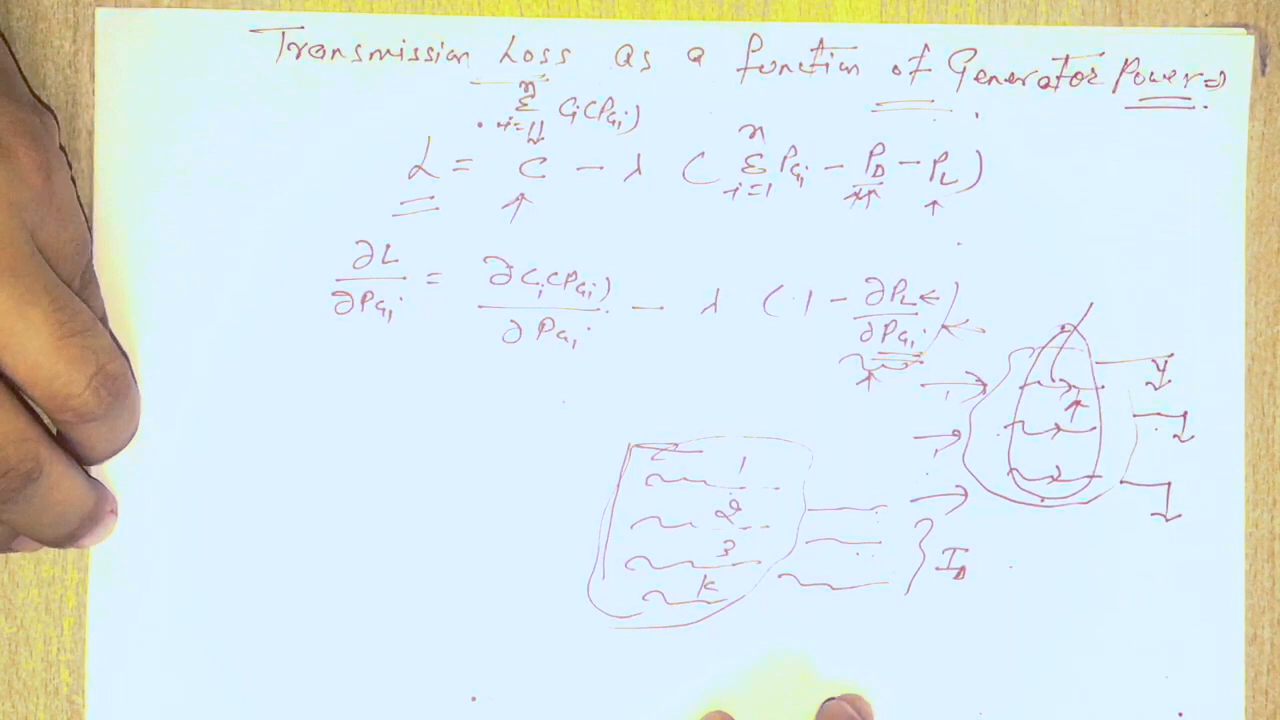 Transmission Loss as a function of Generator Power ⇒
n
Σ Ci(PGi)
i=1
L = C − λ ( Σ PGi − PD − PL )
n
i=1
∂L / ∂PGi = ∂Ci(PGi) / ∂PGi − λ ( 1 − ∂PL / ∂PGi )
1
2
3
k
ID